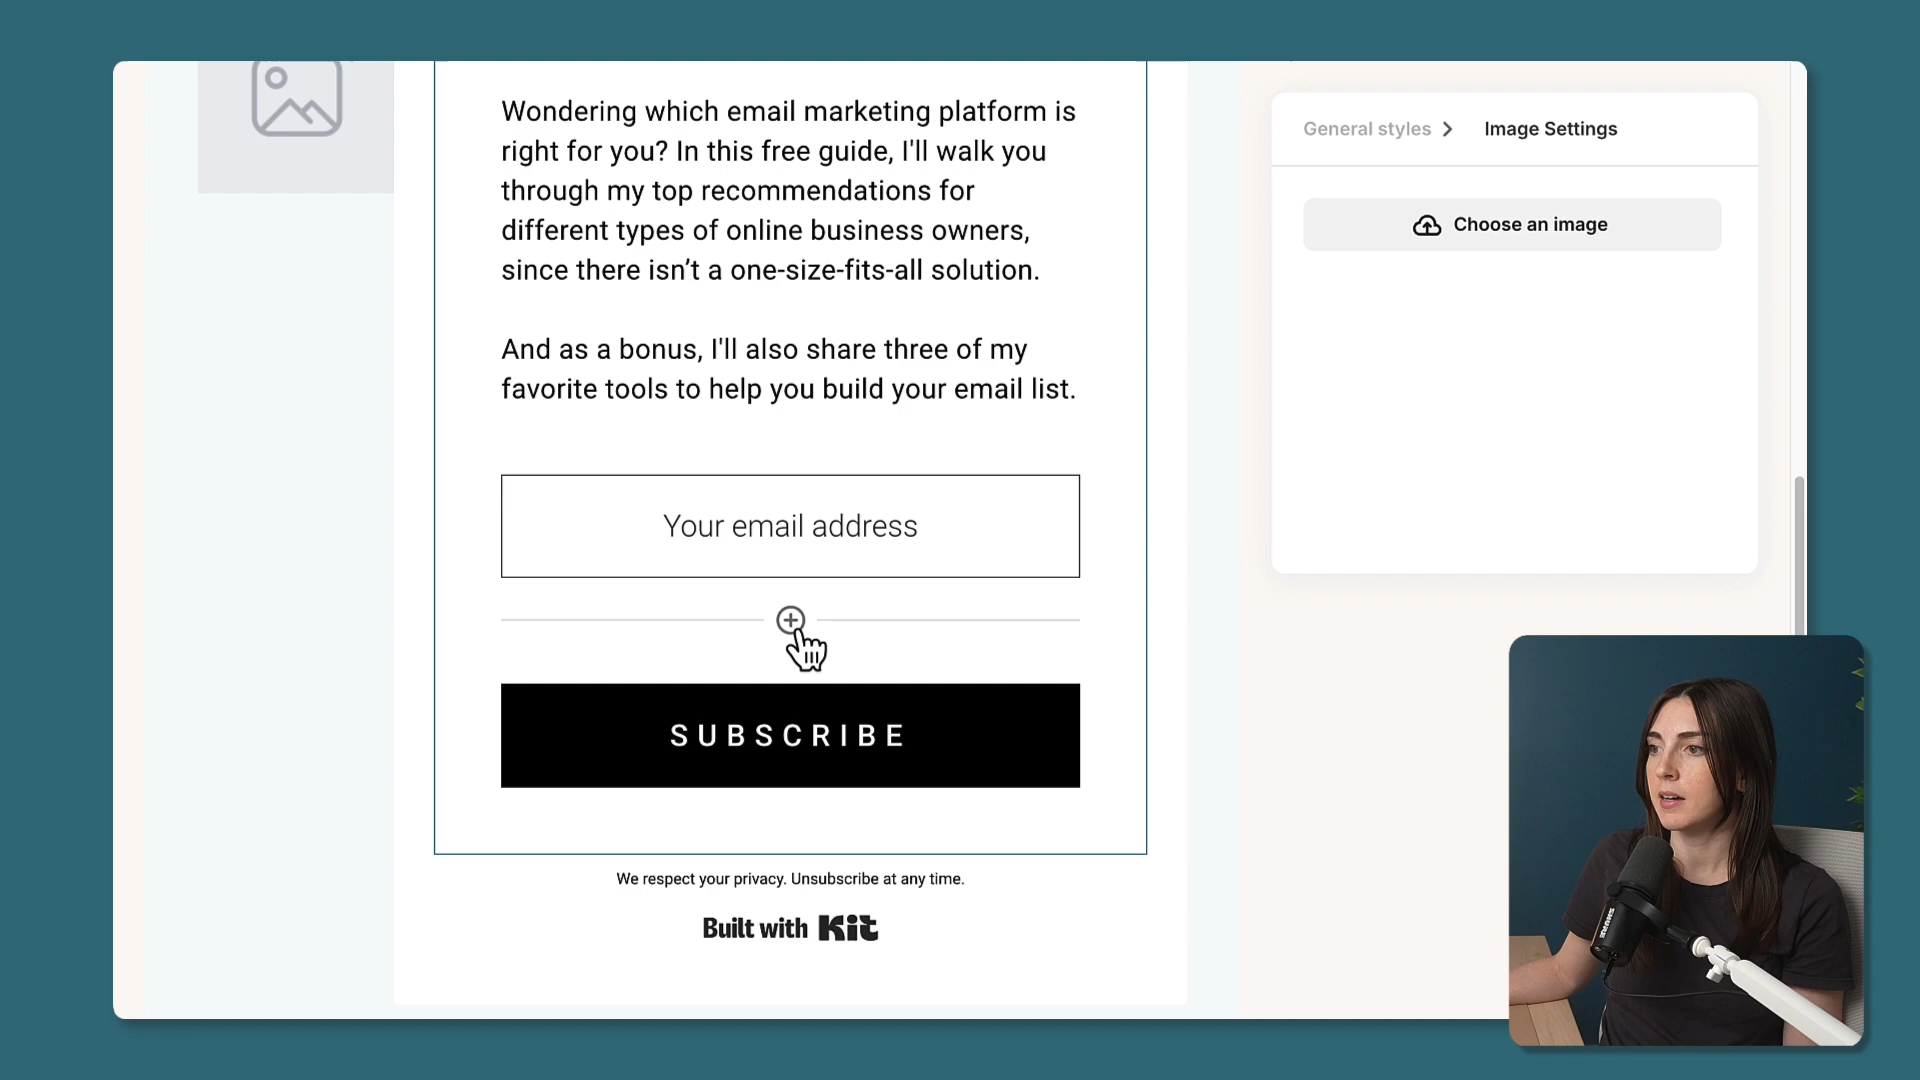 Wondering which email marketing platform is
right for you? In this free guide, I'll walk you
through my top recommendations for
different types of online business owners,
since there isn’t a one-size-fits-all solution.
And as a bonus, I'll also share three of my
favorite tools to help you build your email list.
Your email address
SUBSCRIBE
We respect your privacy. Unsubscribe at any time.
Built with Kit
General styles
Image Settings
Choose an image
SHURE